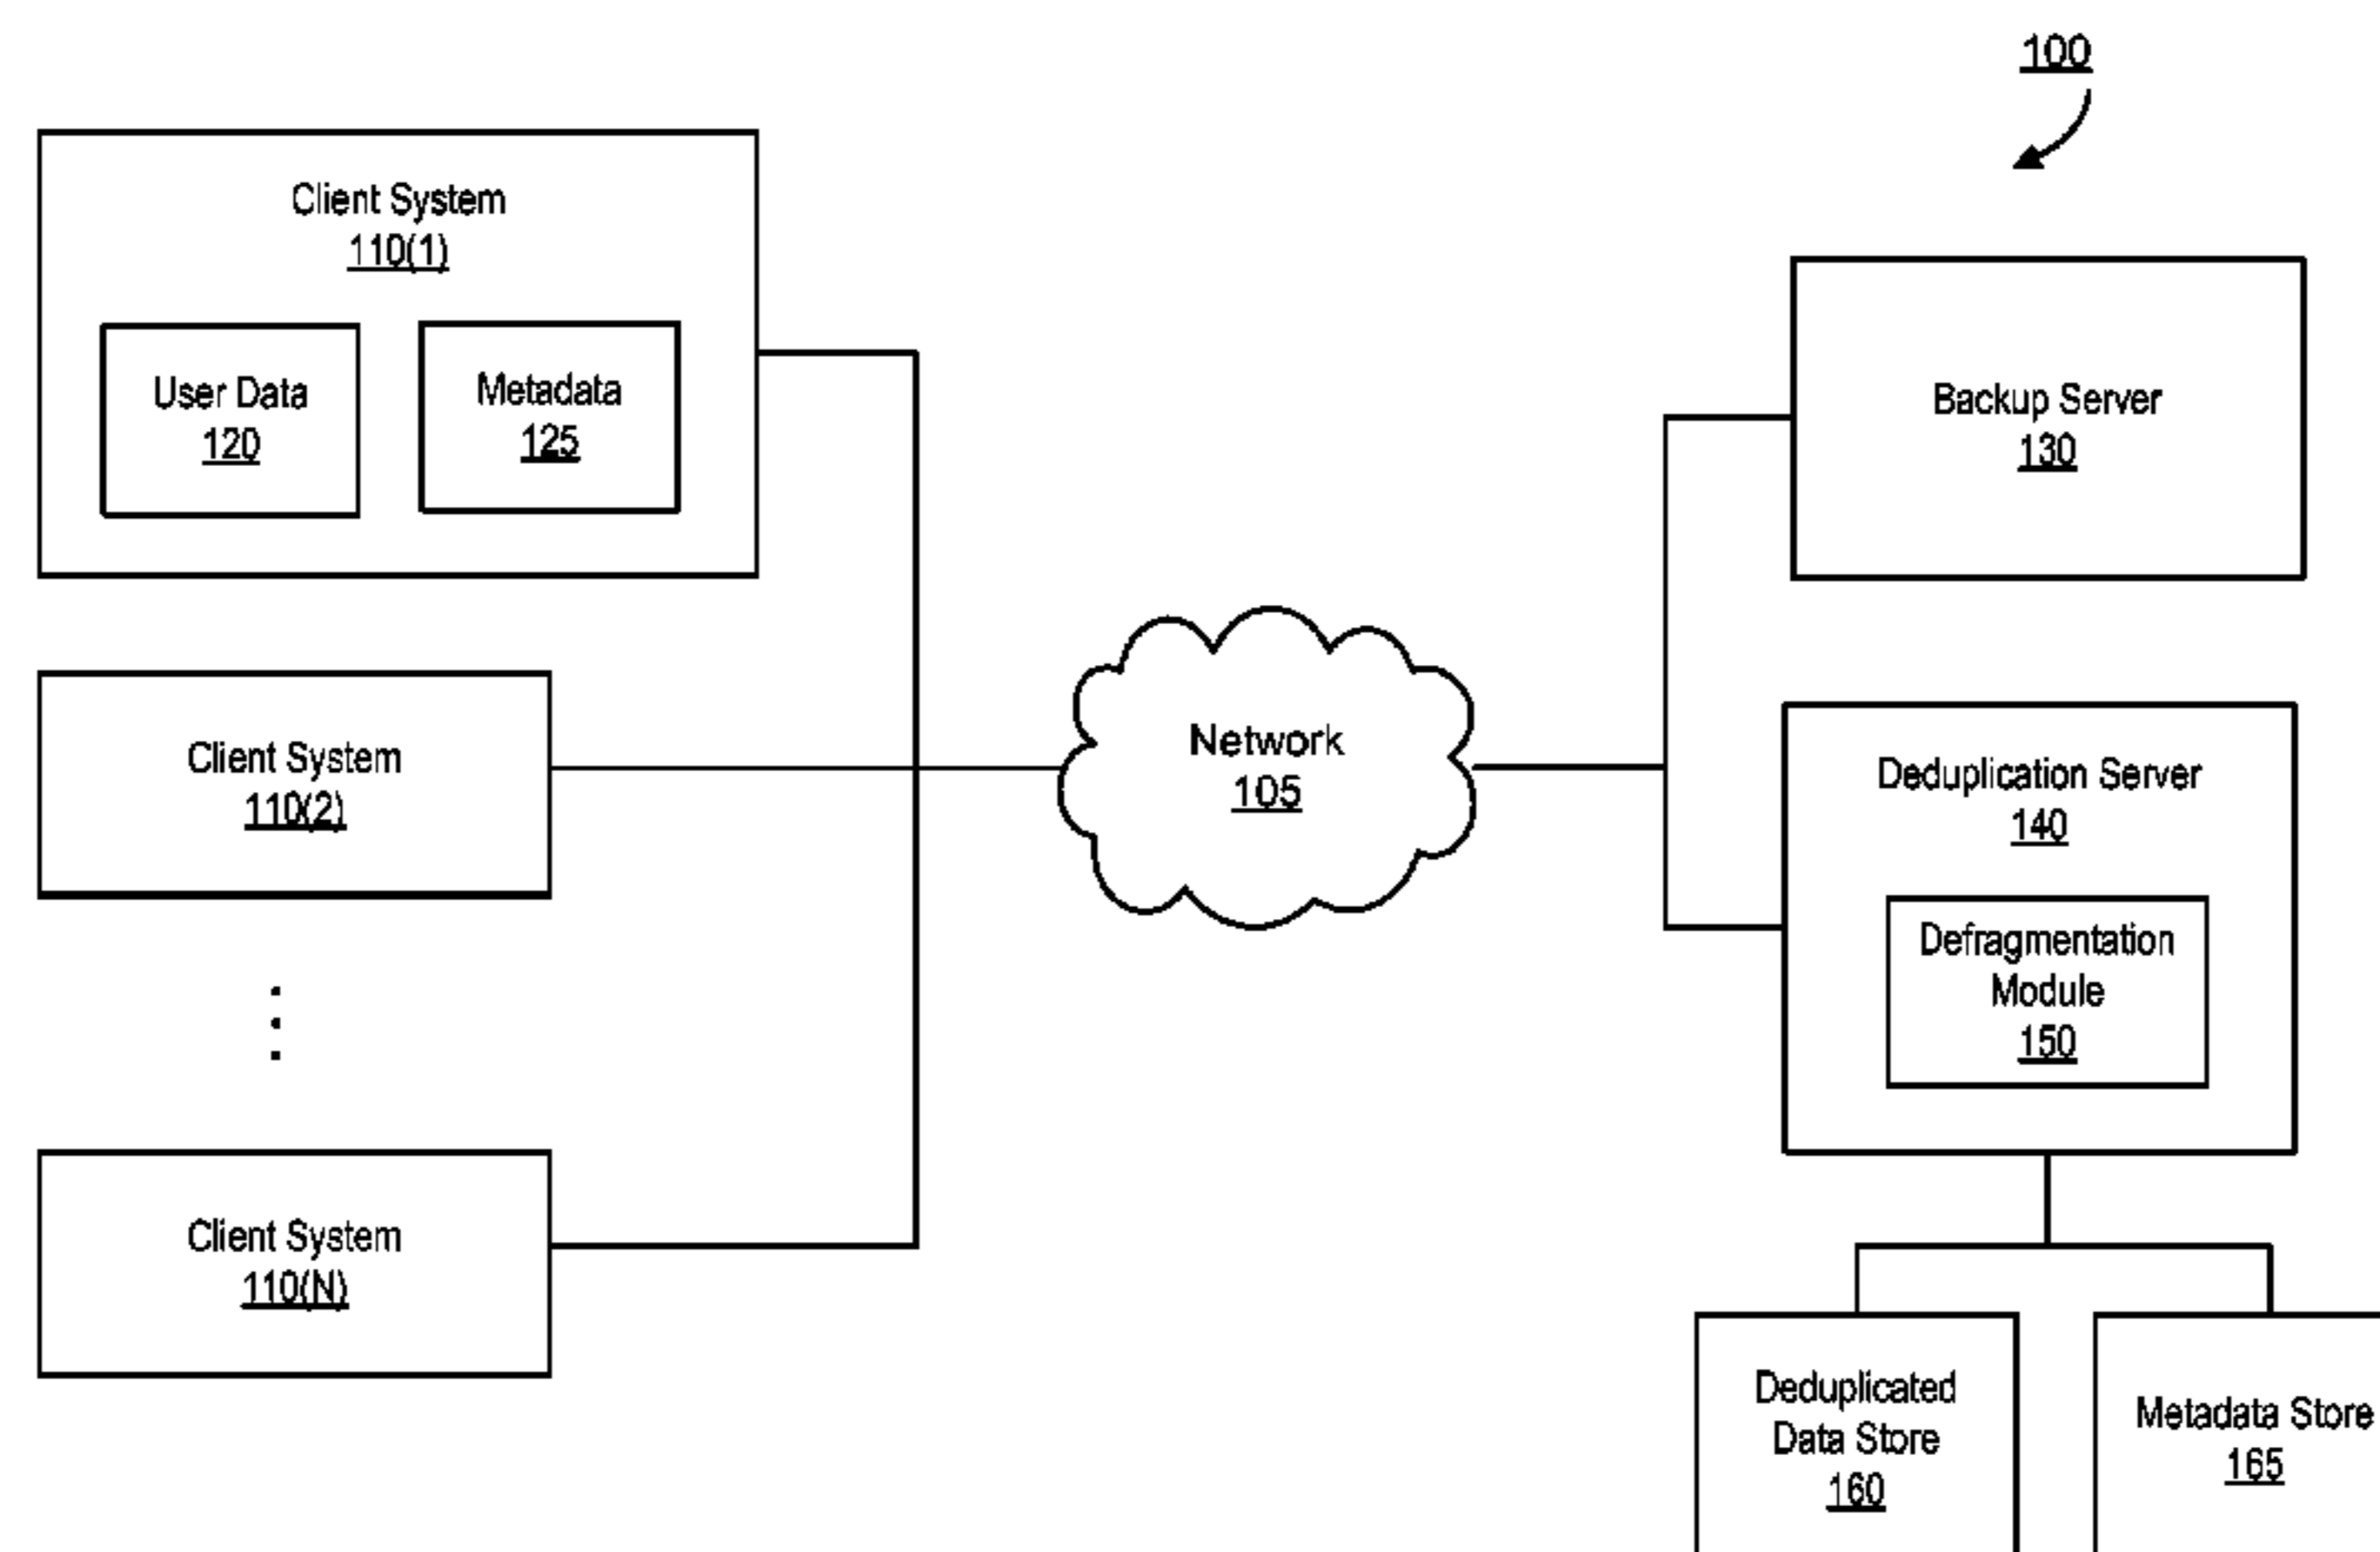 100
Client System
110(1)
User Data
120
Metadata
125
Backup Server
130
Client System
110(2)
Network
105
Deduplication Server
140
Defragmentation
Module
150
Client System
110(N)
Deduplicated
Data Store
160
Metadata Store
165